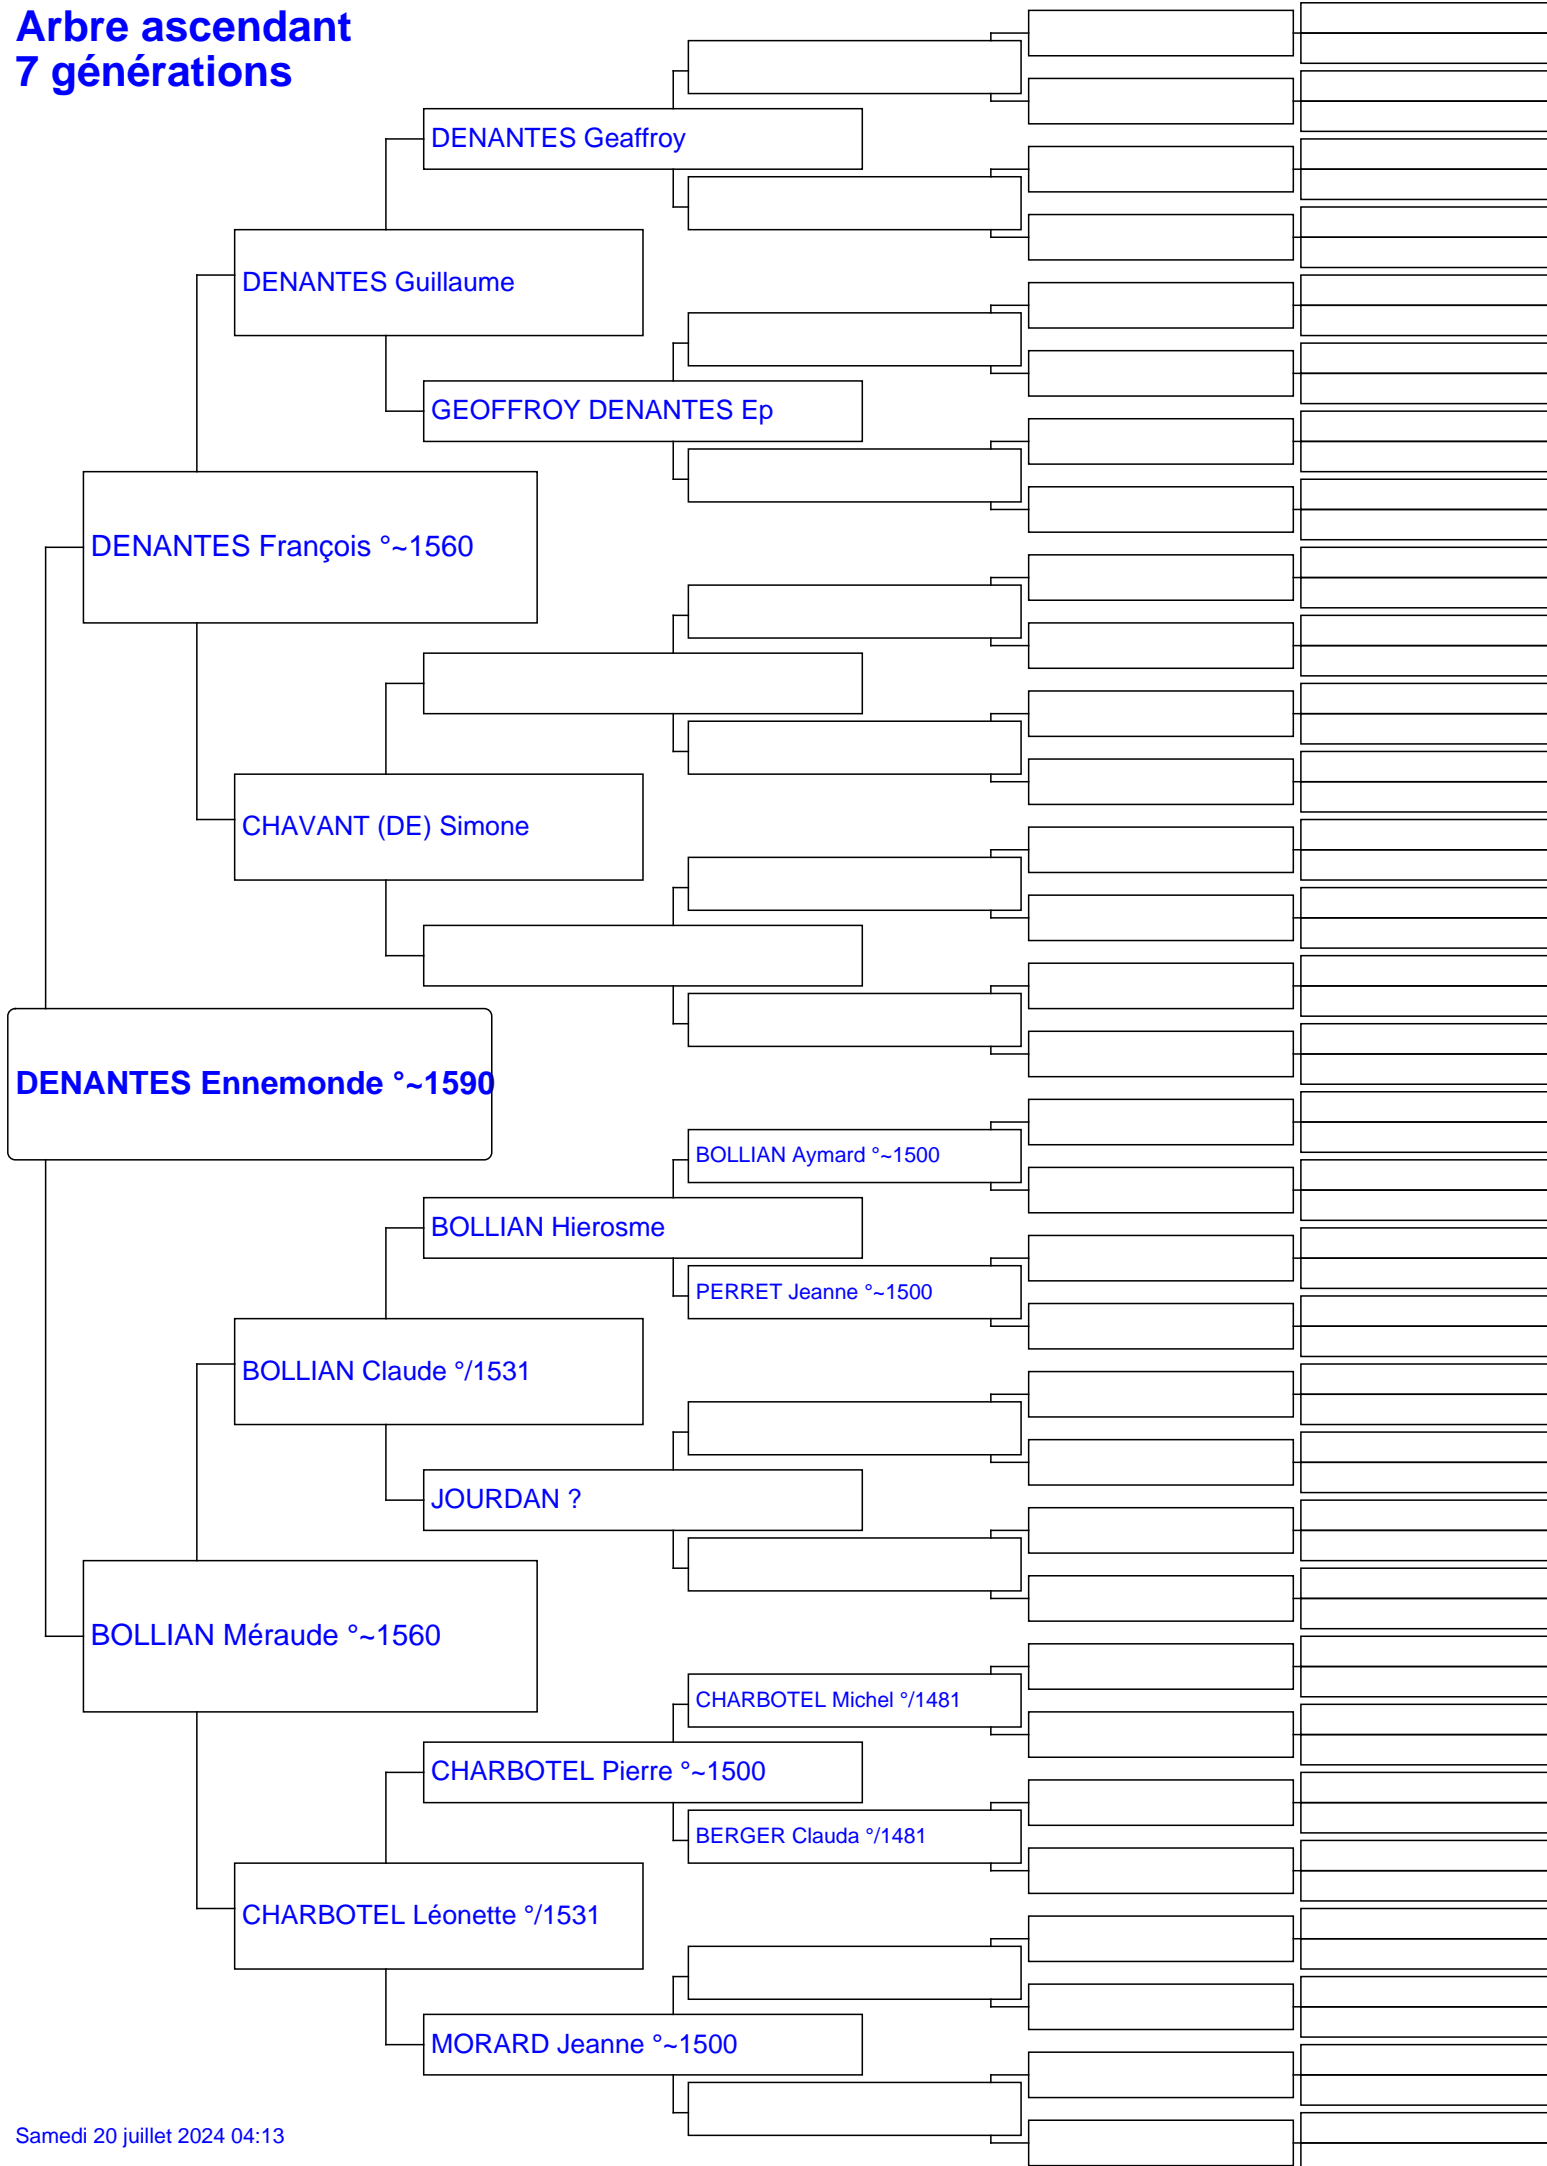 Arbre ascendant
7 générations
DENANTES Geaffroy
DENANTES Guillaume
GEOFFROY DENANTES Ep
DENANTES François °~1560
CHAVANT (DE) Simone
DENANTES Ennemonde °~1590
BOLLIAN Aymard °~1500
BOLLIAN Hierosme
PERRET Jeanne °~1500
BOLLIAN Claude °/1531
JOURDAN ?
BOLLIAN Méraude °~1560
CHARBOTEL Michel °/1481
CHARBOTEL Pierre °~1500
BERGER Clauda °/1481
CHARBOTEL Léonette °/1531
MORARD Jeanne °~1500
Samedi 20 juillet 2024 04:13